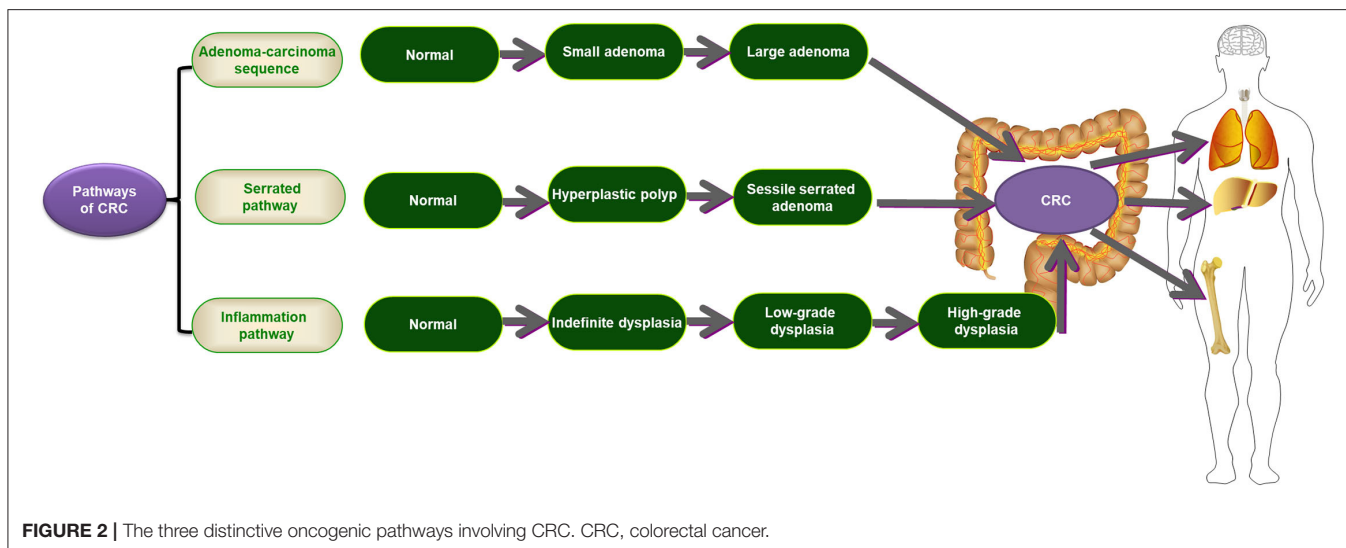 Adenoma-carcinoma
sequence
Normal
Small adenoma
Large adenoma
Pathways
of CRC
Serrated
pathway
Normal
Hyperplastic polyp
Sessile serrated
adenoma
CRC
Inflammation
pathway
Normal
Indefinite dysplasia
Low-grade
dysplasia
High-grade
dysplasia
FIGURE 2 | The three distinctive oncogenic pathways involving CRC. CRC, colorectal cancer.